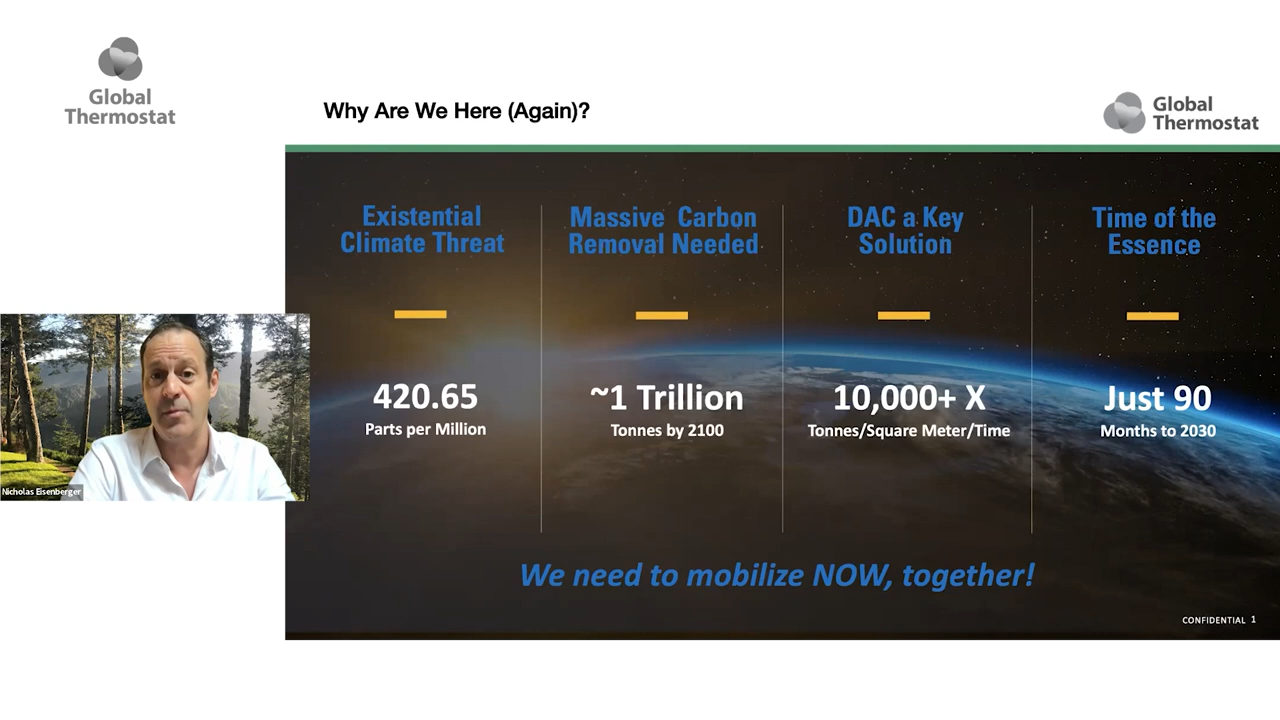 Global
Thermostat
Why Are We Here (Again)?
Global
Thermostat
Existential
Climate Threat
Massive Carbon
Removal Needed
DAC a Key
Solution
Time of the
Essence
420.65
Parts per Million
~1 Trillion
Tonnes by 2100
10,000+ X
Tonnes/Square Meter/Time
Just 90
Months to 2030
Nicholas Eisenberger
We need to mobilize NOW, together!
CONFIDENTIAL 1